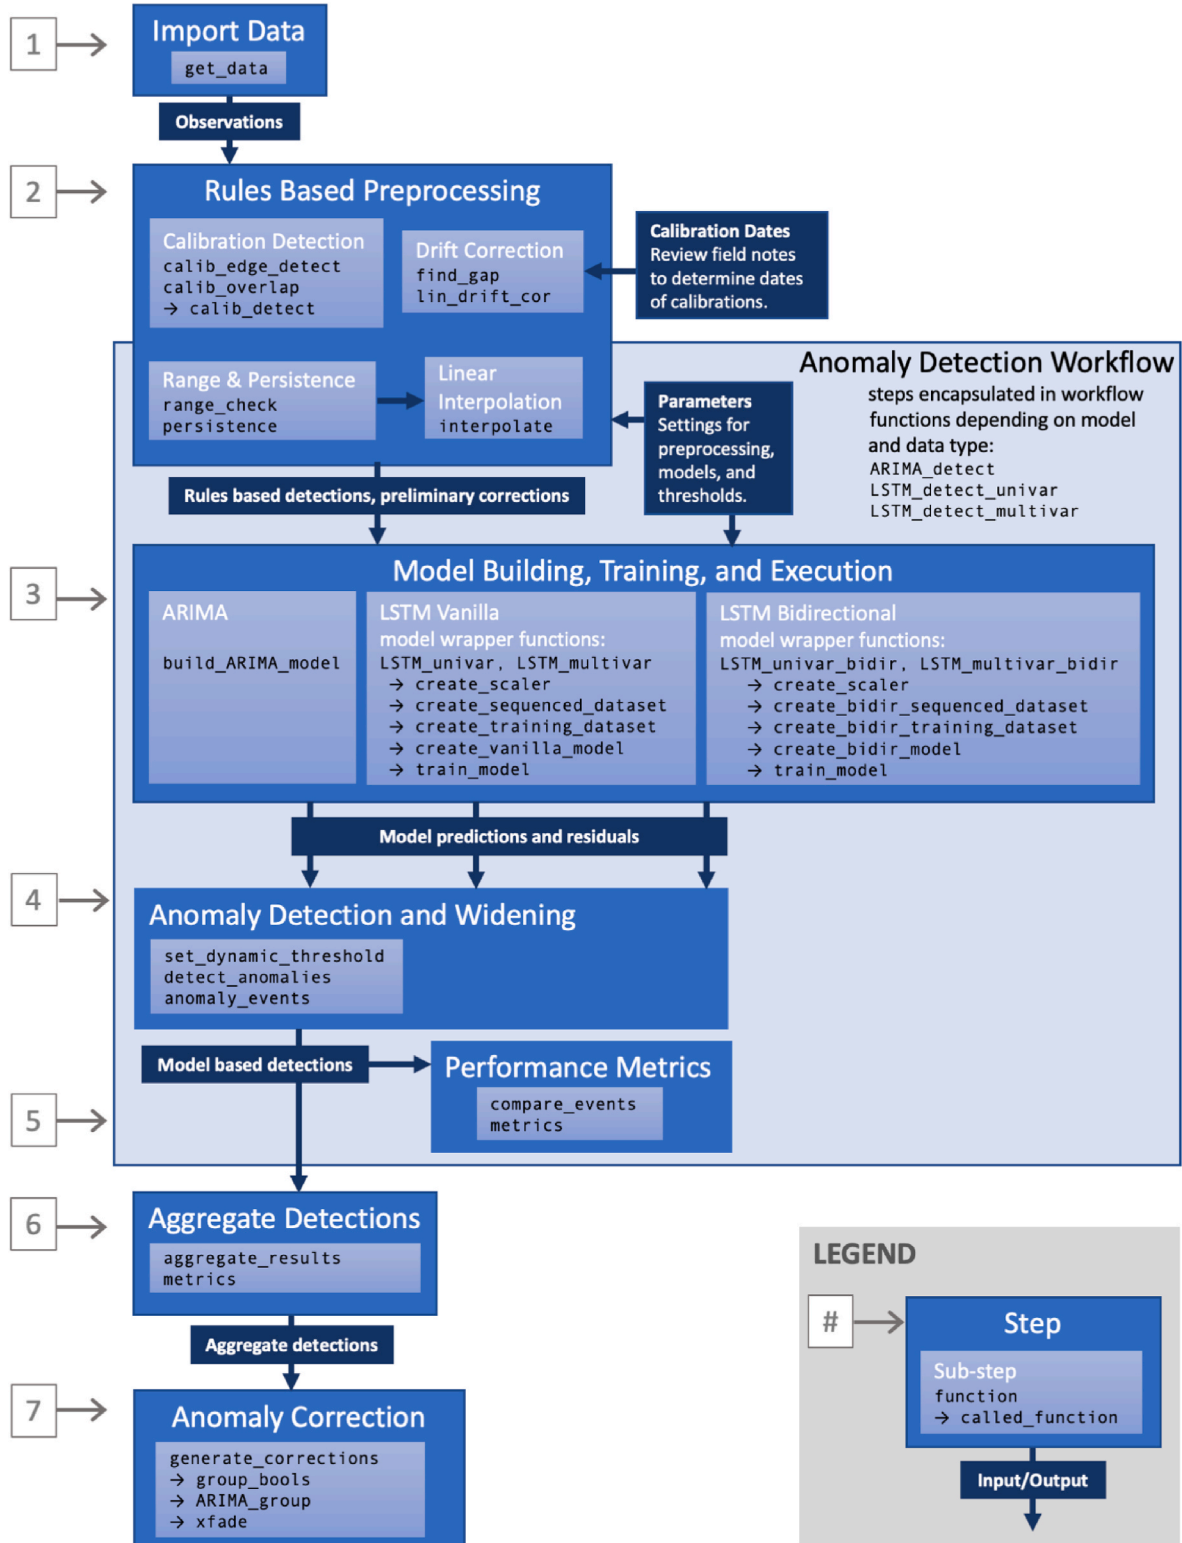 1
Import Data
get_data
Observations
2
Rules Based Preprocessing
Calibration Detection
calib_edge_detect
calib_overlap
→ calib_detect
Drift Correction
find_gap
lin_drift_cor
Calibration Dates
Review field notes
to determine dates
of calibrations.
Range & Persistence
range_check
persistence
Linear
Interpolation
interpolate
Parameters
Settings for
preprocessing,
models, and
thresholds.
Anomaly Detection Workflow
steps encapsulated in workflow
functions depending on model
and data type:
ARIMA_detect
LSTM_detect_univar
LSTM_detect_multivar
Rules based detections, preliminary corrections
3
Model Building, Training, and Execution
ARIMA
build_ARIMA_model
LSTM Vanilla
model wrapper functions:
LSTM_univar, LSTM_multivar
→ create_scaler
→ create_sequenced_dataset
→ create_training_dataset
→ create_vanilla_model
→ train_model
LSTM Bidirectional
model wrapper functions:
LSTM_univar_bidir, LSTM_multivar_bidir
→ create_scaler
→ create_bidir_sequenced_dataset
→ create_bidir_training_dataset
→ create_bidir_model
→ train_model
Model predictions and residuals
4
Anomaly Detection and Widening
set_dynamic_threshold
detect_anomalies
anomaly_events
Model based detections
5
Performance Metrics
compare_events
metrics
6
Aggregate Detections
aggregate_results
metrics
Aggregate detections
7
Anomaly Correction
generate_corrections
→ group_bools
→ ARIMA_group
→ xfade
LEGEND
#
Step
Sub-step
function
→ called_function
Input/Output